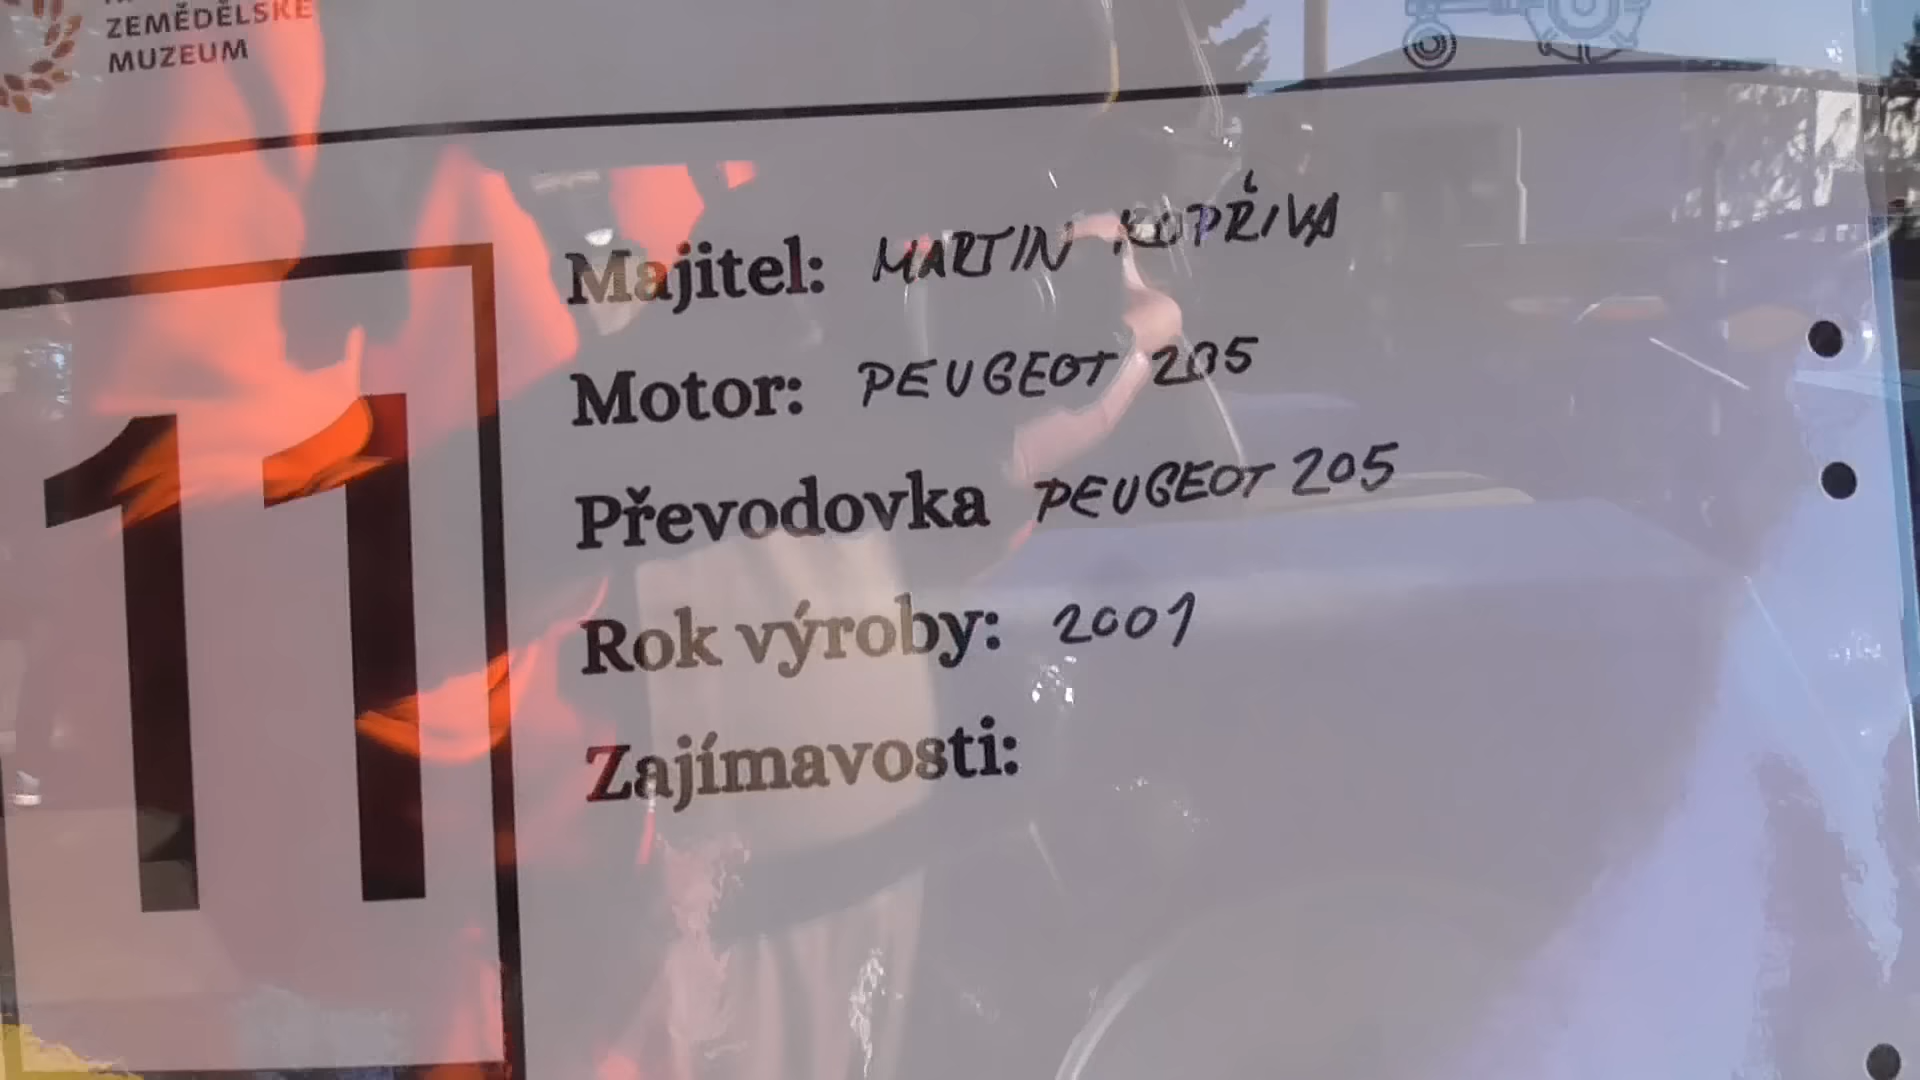 ZEMĚDĚLSKÉ
MUZEUM
11
Majitel: MARTIN KOPŘIVA
Motor: PEUGEOT 205
Převodovka PEUGEOT 205
Rok výroby: 2001
Zajímavosti: